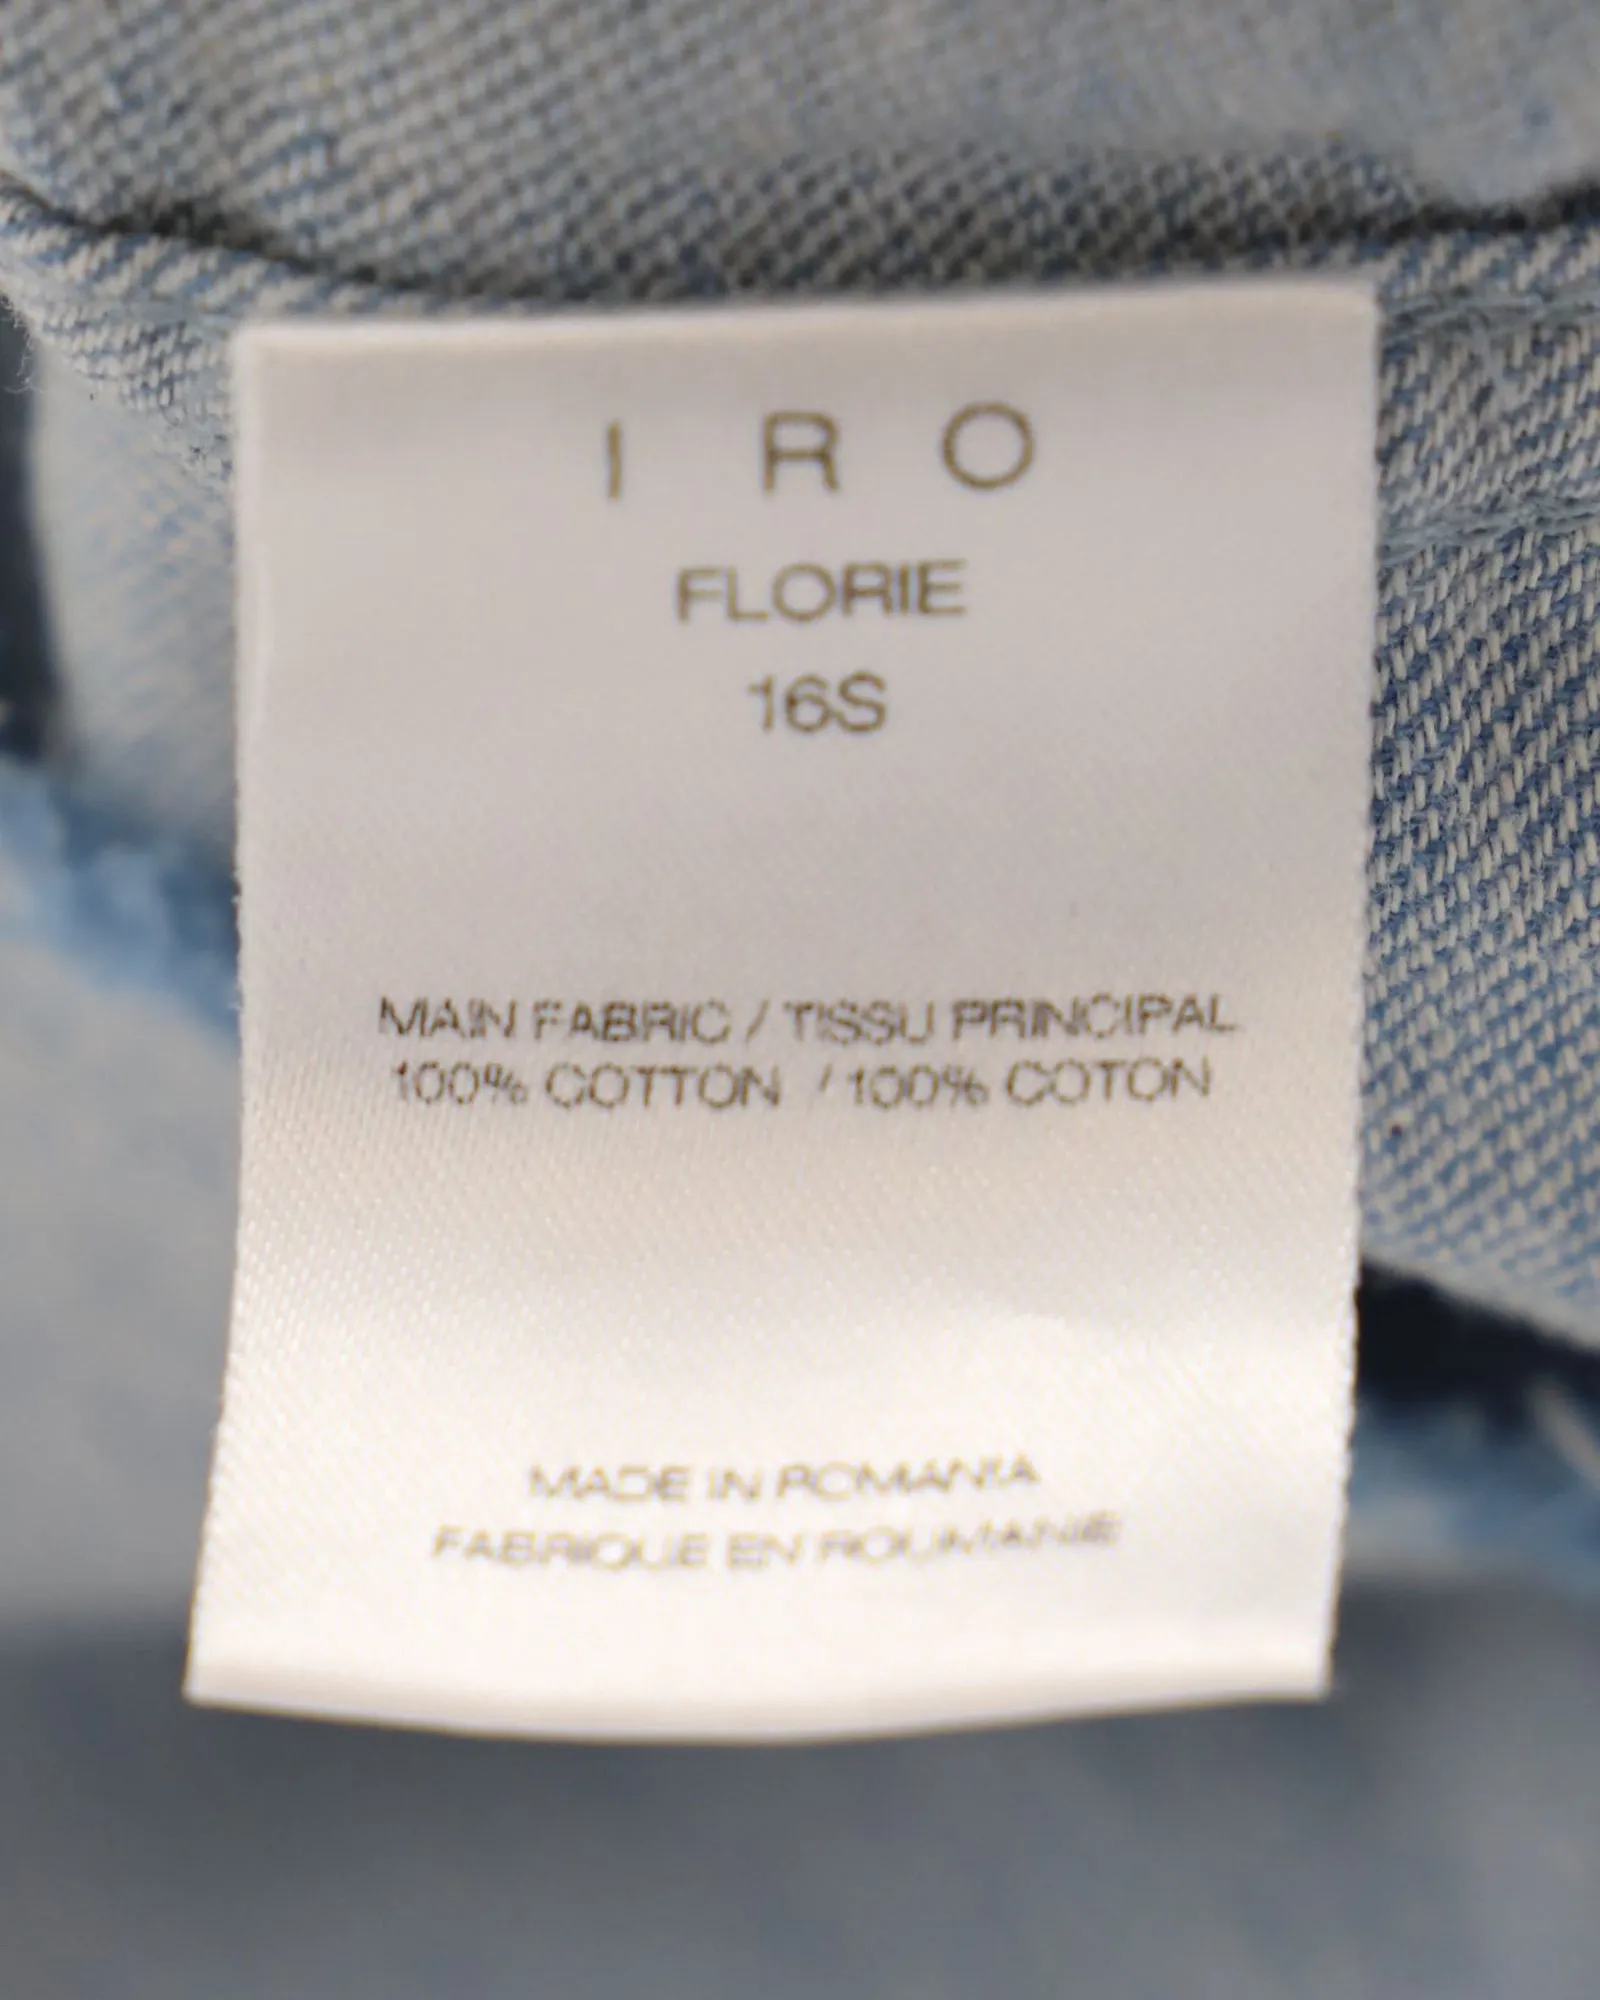 I R O
FLORIE
16S
MAIN FABRIC / TISSU PRINCIPAL
100% COTTON / 100% COTON
MADE IN ROMANIA
FABRIQUE EN ROUMANIE